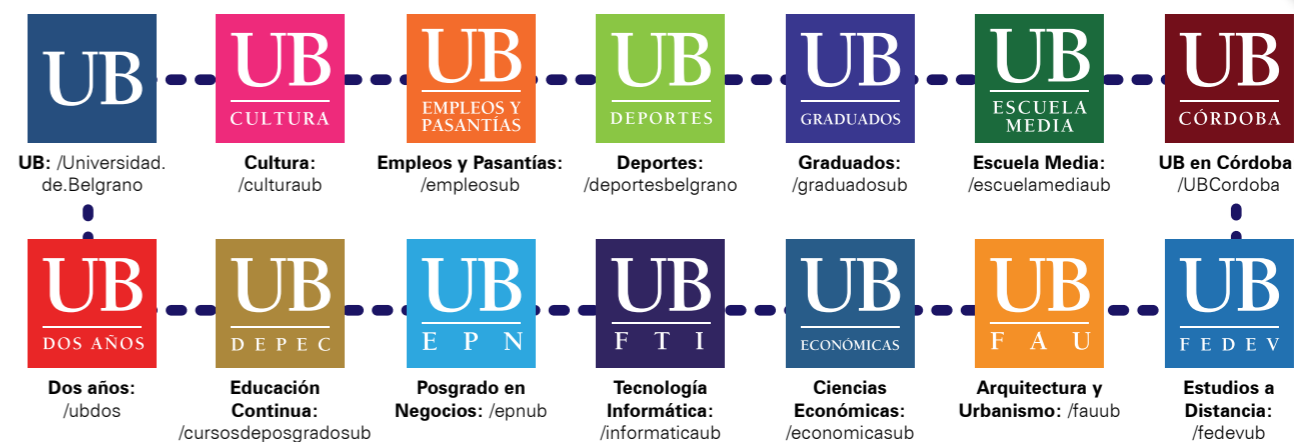 UB
UB
CULTURA
UB
EMPLEOS Y
PASANTÍAS
UB
DEPORTES
UB
GRADUADOS
UB
ESCUELA
MEDIA
UB
CÓRDOBA
UB: /Universidad.
de.Belgrano
Cultura:
/culturaub
Empleos y Pasantías:
/empleosub
Deportes:
/deportesbelgrano
Graduados:
/graduadosub
Escuela Media:
/escuelamediaub
UB en Córdoba
/UBCordoba
UB
DOS AÑOS
UB
DEPEC
UB
EPN
UB
FTI
UB
ECONÓMICAS
UB
FAU
UB
FEDEV
Dos años:
/ubdos
Educación
Continua:
/cursosdeposgradosub
Posgrado en
Negocios: /epnub
Tecnología
Informática:
/informaticaub
Ciencias
Económicas:
/economicasub
Arquitectura y
Urbanismo: /fauub
Estudios a
Distancia:
/fedevub